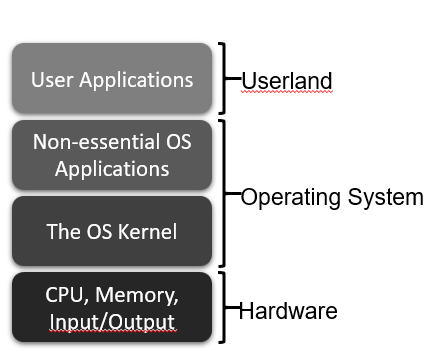 User Applications
Userland
Non-essential OS
Applications
Operating System
The OS Kernel
CPU, Memory,
Input/Output
Hardware